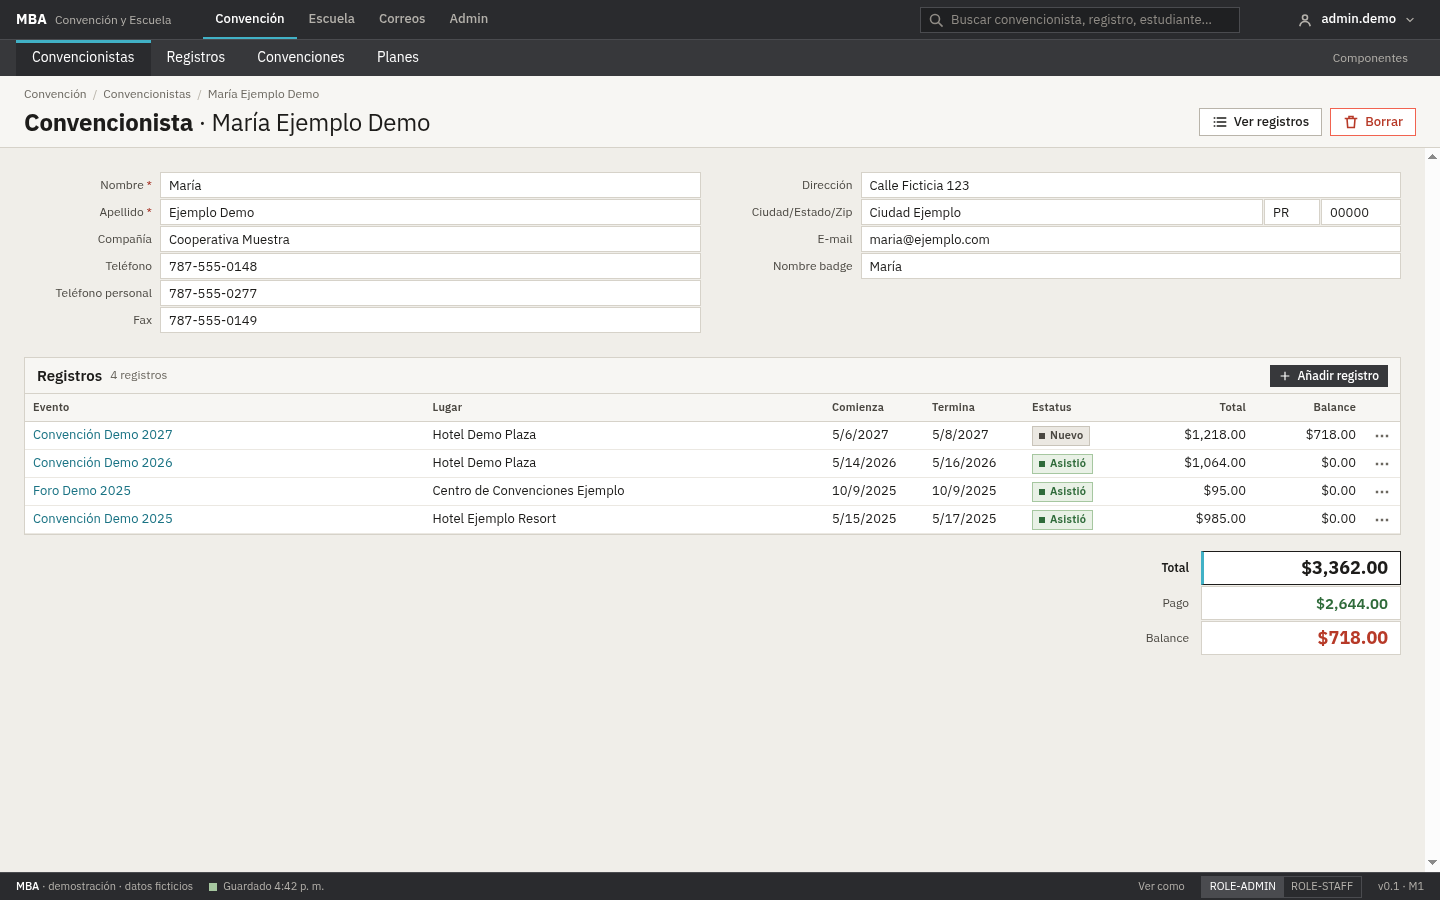 MBA Convención y Escuela Convención Escuela Correos Admin Buscar convencionista, registro, estudiante... admin.demo
Convencionistas Registros Convenciones Planes Componentes
Convención / Convencionistas / María Ejemplo Demo
Convencionista · María Ejemplo Demo Ver registros Borrar
Nombre * María Dirección Calle Ficticia 123
Apellido * Ejemplo Demo Ciudad/Estado/Zip Ciudad Ejemplo PR 00000
Compañía Cooperativa Muestra E-mail maria@ejemplo.com
Teléfono 787-555-0148 Nombre badge María
Teléfono personal 787-555-0277
Fax 787-555-0149
Registros 4 registros + Añadir registro
Evento Lugar Comienza Termina Estatus Total Balance
Convención Demo 2027 Hotel Demo Plaza 5/6/2027 5/8/2027 Nuevo $1,218.00 $718.00
Convención Demo 2026 Hotel Demo Plaza 5/14/2026 5/16/2026 Asistió $1,064.00 $0.00
Foro Demo 2025 Centro de Convenciones Ejemplo 10/9/2025 10/9/2025 Asistió $95.00 $0.00
Convención Demo 2025 Hotel Ejemplo Resort 5/15/2025 5/17/2025 Asistió $985.00 $0.00
Total $3,362.00
Pago $2,644.00
Balance $718.00
MBA · demostración · datos ficticios Guardado 4:42 p. m. Ver como ROLE-ADMIN ROLE-STAFF v0.1 · M1